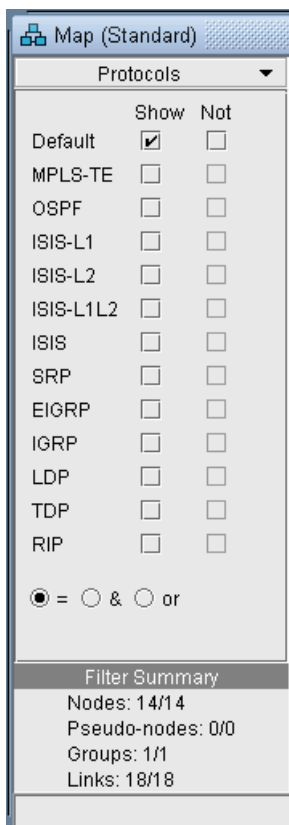 Map (Standard)
Protocols
Show Not
Default
MPLS-TE
OSPF
ISIS-L1
ISIS-L2
ISIS-L1L2
ISIS
SRP
EIGRP
IGRP
LDP
TDP
RIP
= & or
Filter Summary
Nodes: 14/14
Pseudo-nodes: 0/0
Groups: 1/1
Links: 18/18